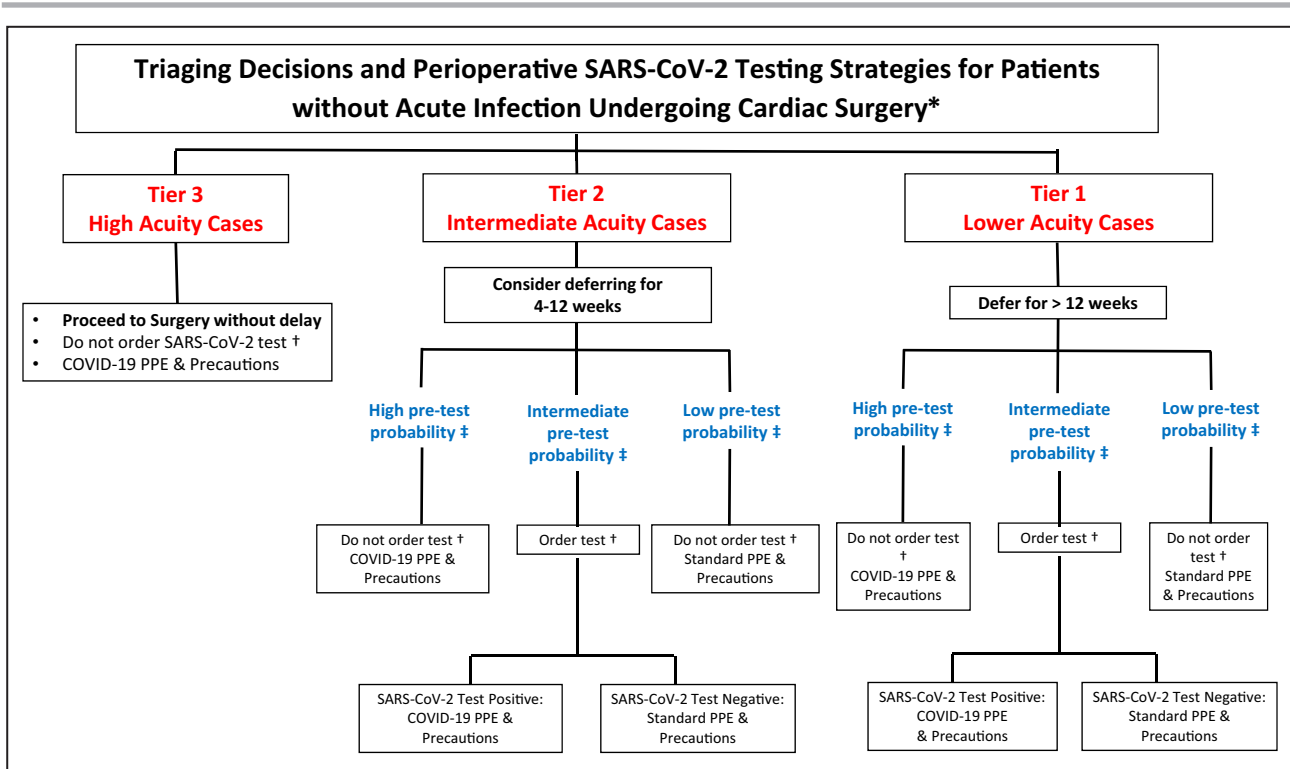 Triaging Decisions and Perioperative SARS-CoV-2 Testing Strategies for Patients
without Acute Infection Undergoing Cardiac Surgery*
Tier 3
High Acuity Cases
• Proceed to Surgery without delay
• Do not order SARS-CoV-2 test †
• COVID-19 PPE & Precautions
Tier 2
Intermediate Acuity Cases
Consider deferring for
4-12 weeks
High pre-test
probability ‡
Intermediate
pre-test
probability ‡
Low pre-test
probability ‡
Do not order test †
COVID-19 PPE &
Precautions
Order test †
Do not order test †
Standard PPE &
Precautions
SARS-CoV-2 Test Positive:
COVID-19 PPE &
Precautions
SARS-CoV-2 Test Negative:
Standard PPE &
Precautions
Tier 1
Lower Acuity Cases
Defer for > 12 weeks
High pre-test
probability ‡
Intermediate
pre-test
probability ‡
Low pre-test
probability ‡
Do not order test
†
COVID-19 PPE &
Precautions
Order test †
Do not order
test †
Standard PPE
& Precautions
SARS-CoV-2 Test Positive:
COVID-19 PPE
& Precautions
SARS-CoV-2 Test Negative:
Standard PPE &
Precautions